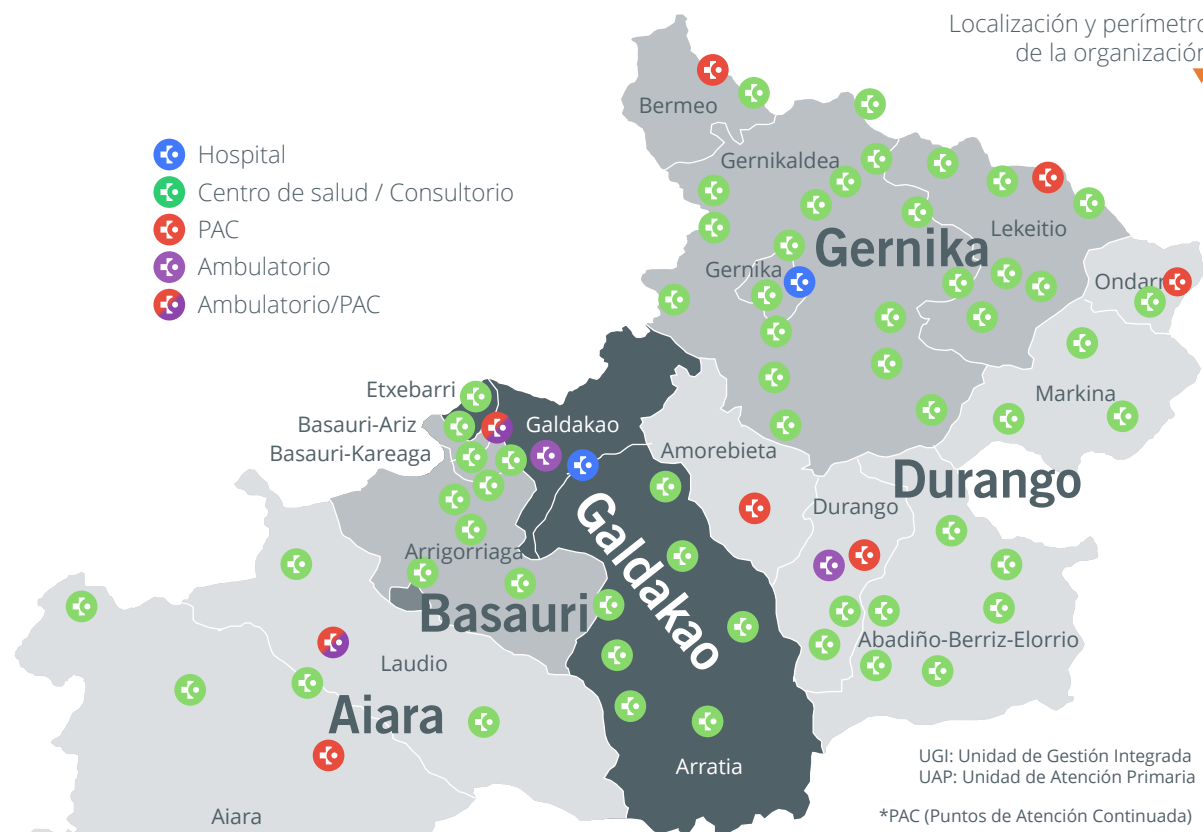 Localización y perímetro
de la organización
Hospital
Centro de salud / Consultorio
PAC
Ambulatorio
Ambulatorio/PAC
Bermeo
Gernikaldea
Lekeitio
Gernika
Gernika
Etxebarri
Basauri-Ariz
Basauri-Kareaga
Galdakao
Amorebieta
Markina
Durango
Durango
Galdakao
Arrigorriaga
Basauri
Abadiño-Berriz-Elorrio
Laudio
Aiara
Arratia
Aiara
UGI: Unidad de Gestión Integrada
UAP: Unidad de Atención Primaria
*PAC (Puntos de Atención Continuada)